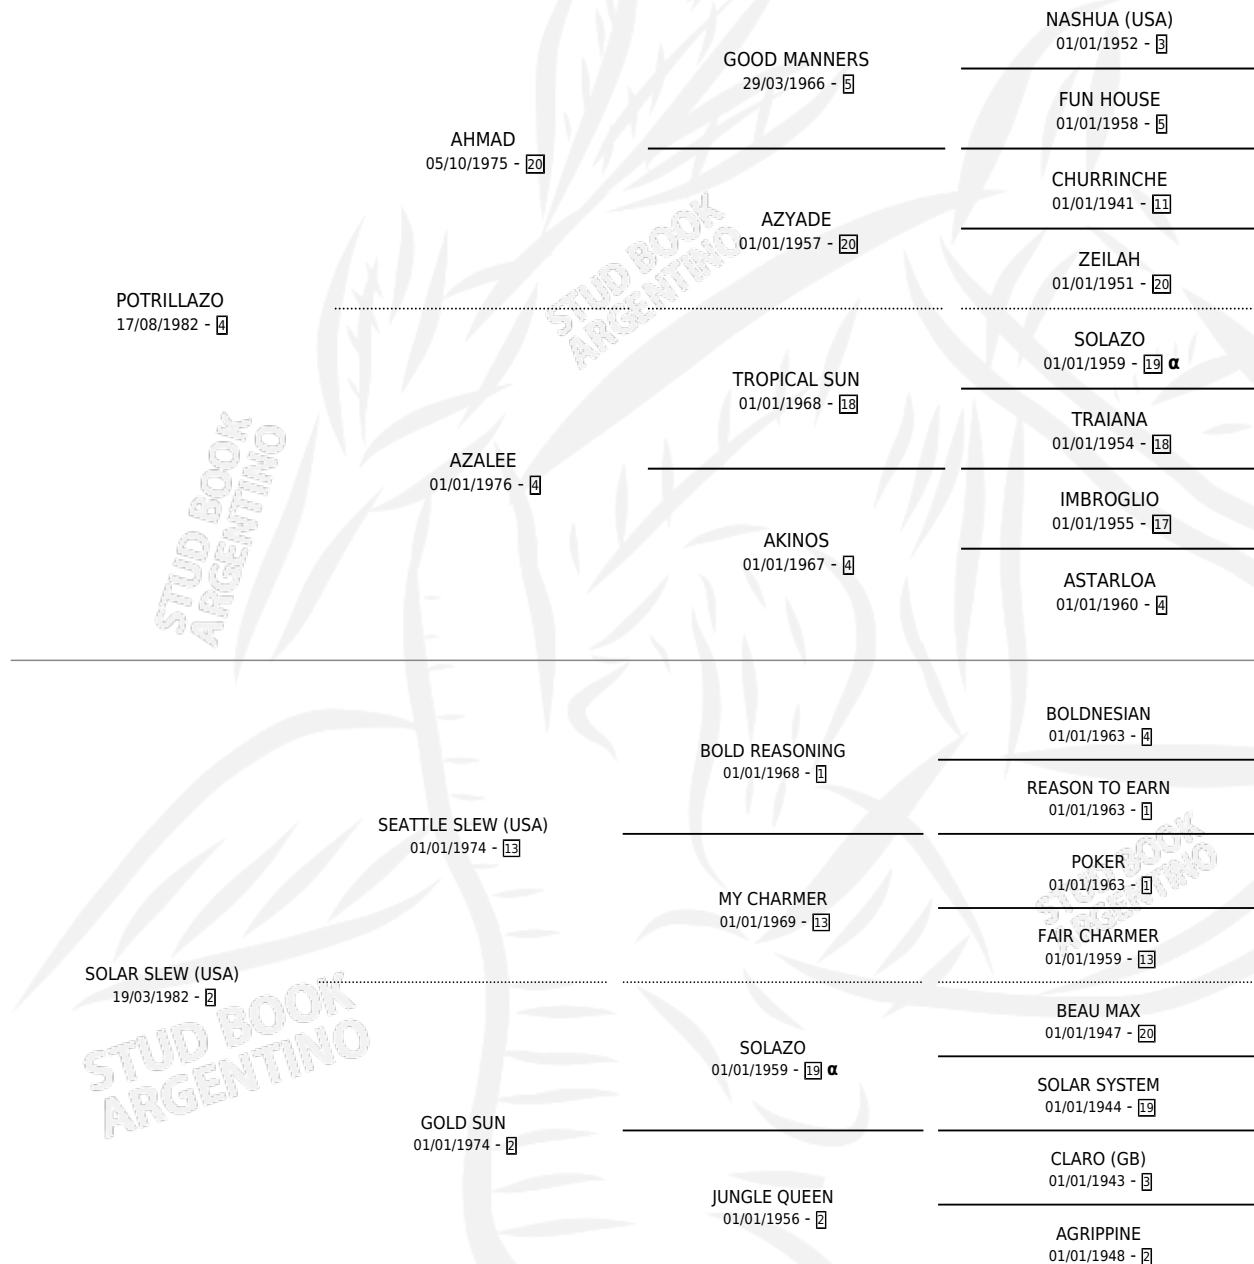 NASHUA (USA)
01/01/1952 - 3
GOOD MANNERS
29/03/1966 - 5
FUN HOUSE
01/01/1958 - 5
AHMAD
05/10/1975 - 20
CHURRINCHE
01/01/1941 - 11
AZYADE
01/01/1957 - 20
ZEILAH
01/01/1951 - 20
POTRILLAZO
17/08/1982 - 4
SOLAZO
01/01/1959 - 19 α
TROPICAL SUN
01/01/1968 - 18
TRAIANA
01/01/1954 - 18
AZALEE
01/01/1976 - 4
IMBROGLIO
01/01/1955 - 17
AKINOS
01/01/1967 - 4
ASTARLOA
01/01/1960 - 4
BOLDNESIAN
01/01/1963 - 4
BOLD REASONING
01/01/1968 - 1
REASON TO EARN
01/01/1963 - 1
SEATTLE SLEW (USA)
01/01/1974 - 13
POKER
01/01/1963 - 1
MY CHARMER
01/01/1969 - 13
FAIR CHARMER
01/01/1959 - 13
SOLAR SLEW (USA)
19/03/1982 - 2
BEAU MAX
01/01/1947 - 20
SOLAZO
01/01/1959 - 19 α
SOLAR SYSTEM
01/01/1944 - 19
GOLD SUN
01/01/1974 - 2
CLARO (GB)
01/01/1943 - 3
JUNGLE QUEEN
01/01/1956 - 2
AGRIPPINE
01/01/1948 - 2
STUD BOOK
ARGENTINO
STUD BOOK
ARGENTINO
STUD BOOK
ARGENTINO
STUD BOOK
ARGENTINO